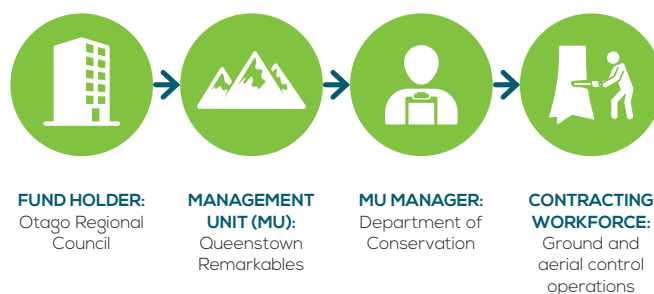 FUND HOLDER:
Otago Regional
Council
MANAGEMENT
UNIT (MU):
Queenstown
Remarkables
MU MANAGER:
Department of
Conservation
CONTRACTING
WORKFORCE:
Ground and
aerial control
operations